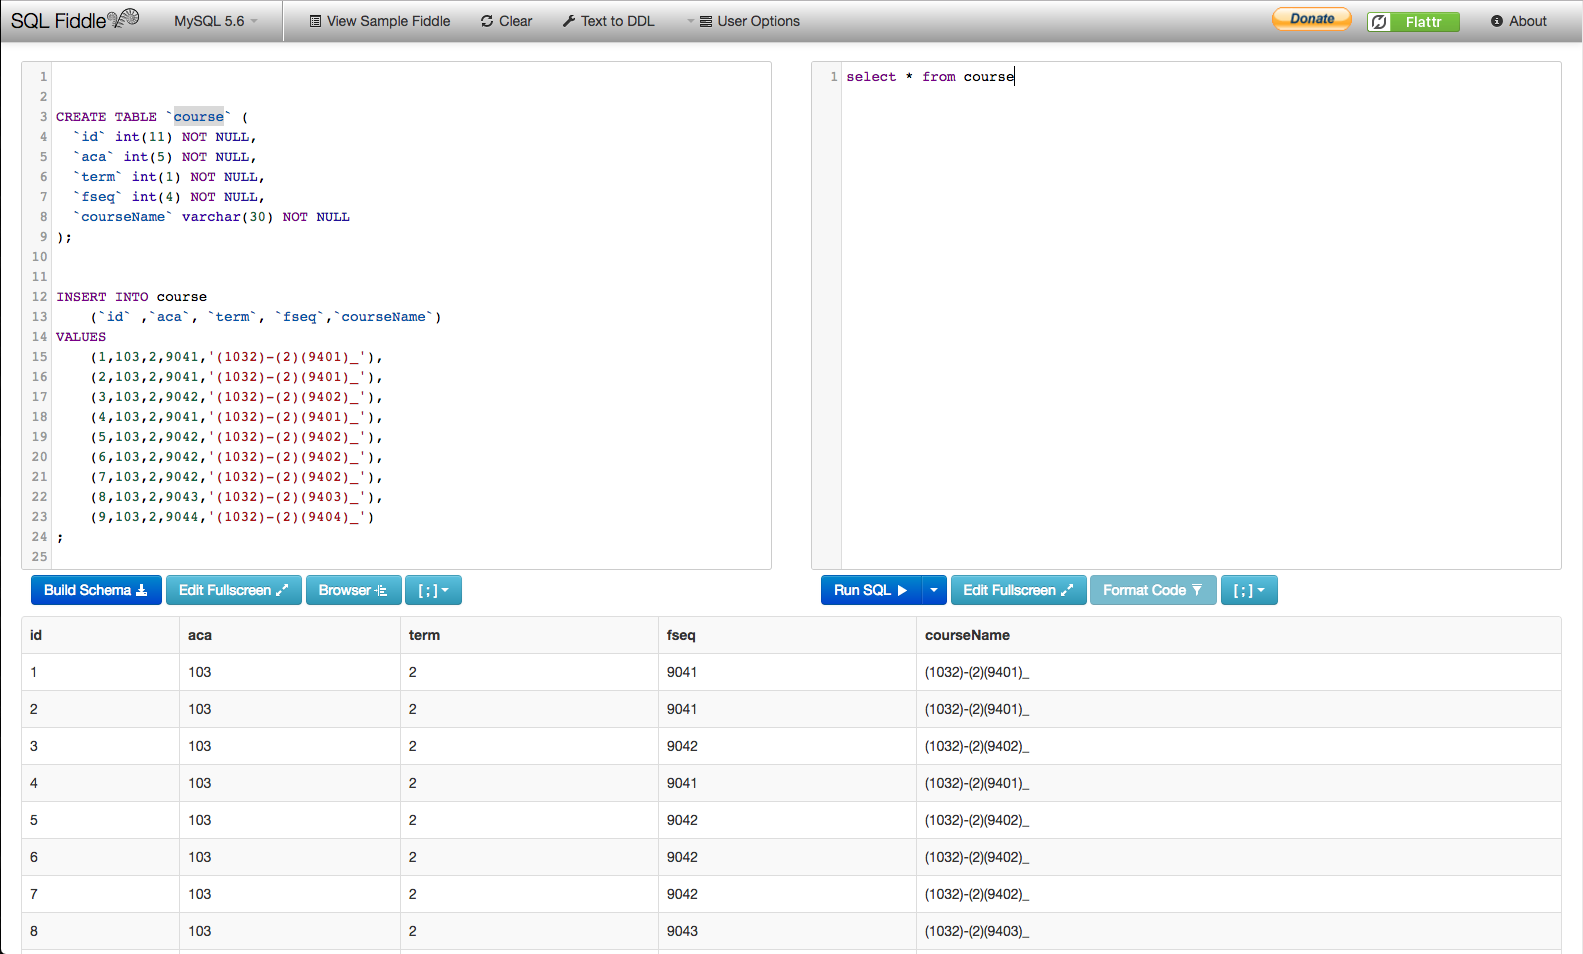 SQL Fiddle MySQL 5.6 View Sample Fiddle Clear Text to DDL User Options Donate Flattr About
1
2
3 CREATE TABLE `course` (
4 `id` int(11) NOT NULL,
5 `aca` int(5) NOT NULL,
6 `term` int(1) NOT NULL,
7 `fseq` int(4) NOT NULL,
8 `courseName` varchar(30) NOT NULL
9 );
10
11
12 INSERT INTO course
13 (`id` ,`aca`, `term`, `fseq`,`courseName`)
14 VALUES
15 (1,103,2,9041,'(1032)-(2)(9401)_'),
16 (2,103,2,9041,'(1032)-(2)(9401)_'),
17 (3,103,2,9042,'(1032)-(2)(9402)_'),
18 (4,103,2,9041,'(1032)-(2)(9401)_'),
19 (5,103,2,9042,'(1032)-(2)(9402)_'),
20 (6,103,2,9042,'(1032)-(2)(9402)_'),
21 (7,103,2,9042,'(1032)-(2)(9402)_'),
22 (8,103,2,9043,'(1032)-(2)(9403)_'),
23 (9,103,2,9044,'(1032)-(2)(9404)_')
24 ;
25
1 select * from course
Build Schema Edit Fullscreen Browser [ ; ]
Run SQL Edit Fullscreen Format Code [ ; ]
id aca term fseq courseName
1 103 2 9041 (1032)-(2)(9401)_
2 103 2 9041 (1032)-(2)(9401)_
3 103 2 9042 (1032)-(2)(9402)_
4 103 2 9041 (1032)-(2)(9401)_
5 103 2 9042 (1032)-(2)(9402)_
6 103 2 9042 (1032)-(2)(9402)_
7 103 2 9042 (1032)-(2)(9402)_
8 103 2 9043 (1032)-(2)(9403)_